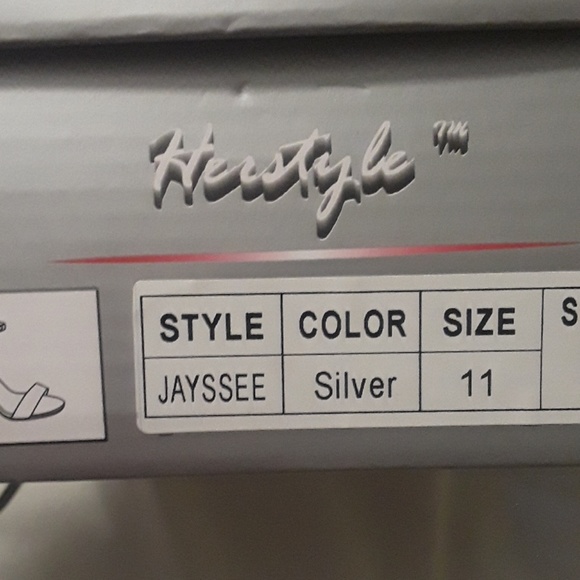 Herstyle ™
STYLE COLOR SIZE S
JAYSSEE Silver 11